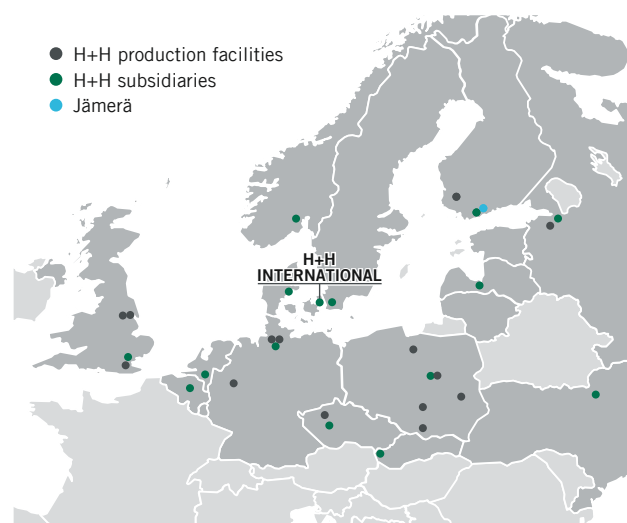 H+H production facilities
H+H subsidiaries
Jämerä
H+H
INTERNATIONAL